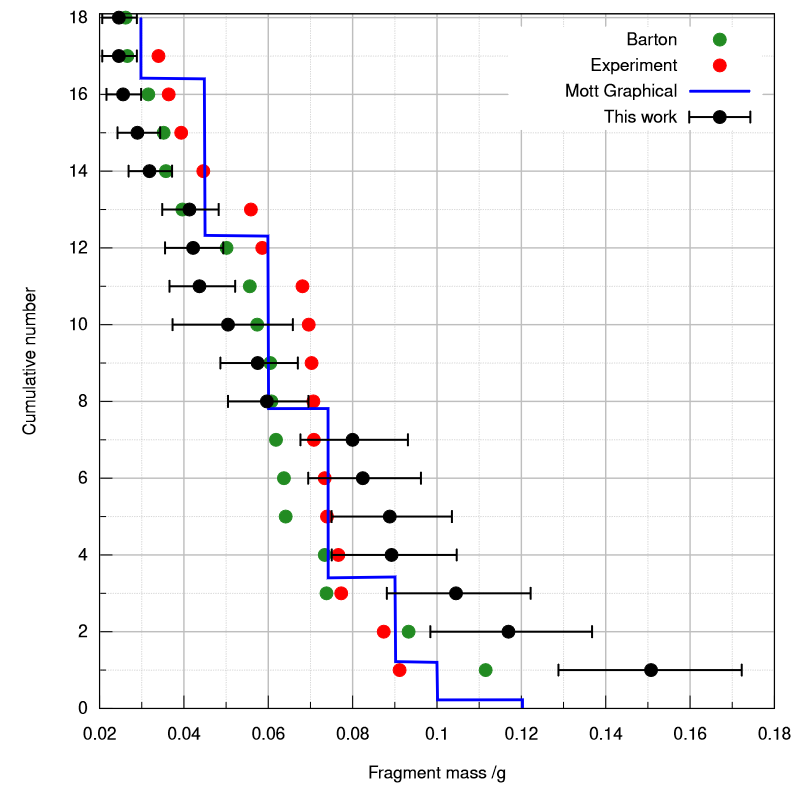 18
16
14
12
10
8
6
4
2
0
Cumulative number
Barton
Experiment
Mott Graphical
This work
0.02 0.04 0.06 0.08 0.1 0.12 0.14 0.16 0.18
Fragment mass /g